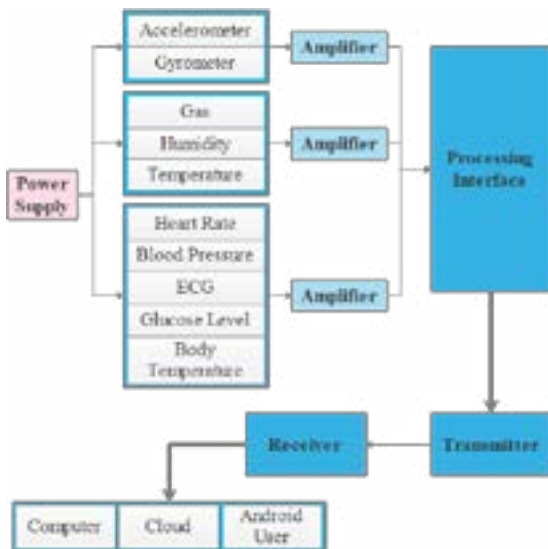 Accelerometer
Gyrometer
Amplifier
Gas
Humidity
Temperature
Amplifier
Processing
Interface
Power
Supply
Heart Rate
Blood Pressure
ECG
Glucose Level
Body
Temperature
Amplifier
Receiver
Transmitter
Computer
Cloud
Android
User